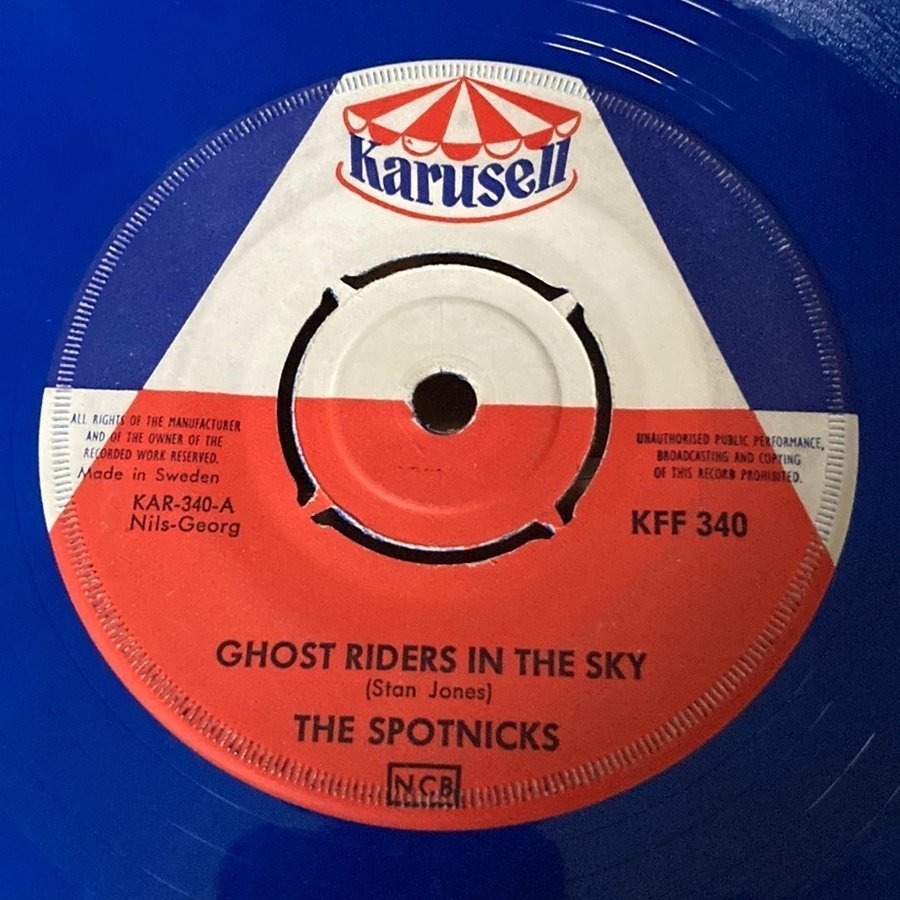 Karusell
ALL RIGHTS OF THE MANUFACTURER
AND OF THE OWNER OF THE
RECORDED WORK RESERVED.
Made in Sweden
KAR-340-A
Nils-Georg
UNAUTHORISED PUBLIC PERFORMANCE,
BROADCASTING AND COPYING
OF THIS RECORD PROHIBITED.
KFF 340
GHOST RIDERS IN THE SKY
(Stan Jones)
THE SPOTNICKS
NCB